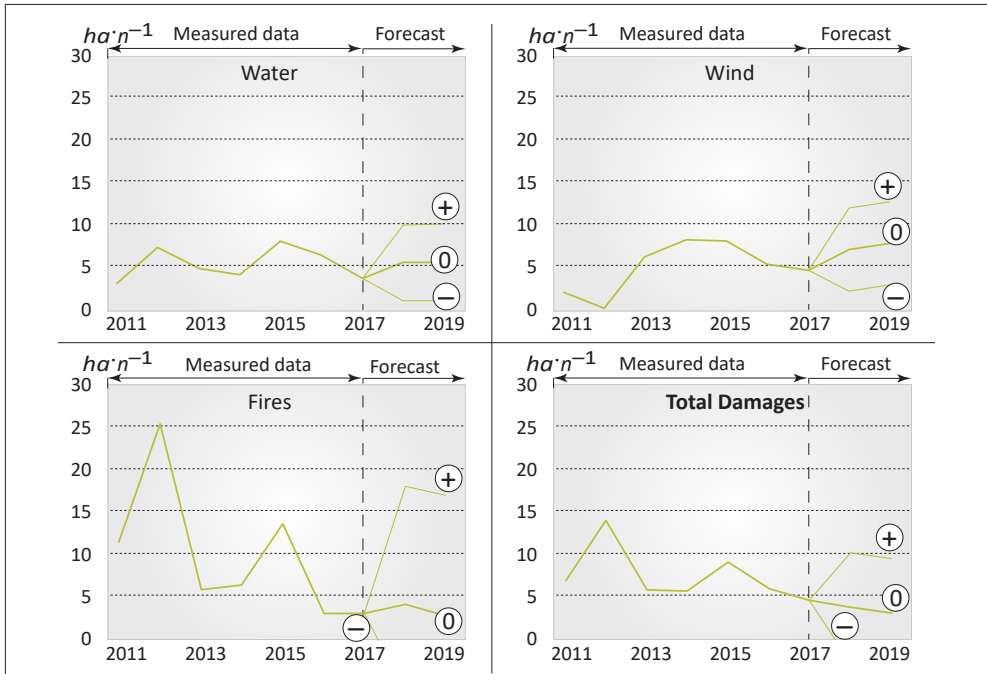 ha·n⁻¹ Measured data Forecast
30 Water
25
20
15
10 +
5 0
0 −
2011 2013 2015 2017 2019
ha·n⁻¹ Measured data Forecast
30 Wind
25
20
15 +
10 0
5
0 −
2011 2013 2015 2017 2019
ha·n⁻¹ Measured data Forecast
30 Fires
25
20 +
15
10
5
0 − 0
2011 2013 2015 2017 2019
ha·n⁻¹ Measured data Forecast
30 Total Damages
25
20
15
10 +
5 0
0 −
2011 2013 2015 2017 2019